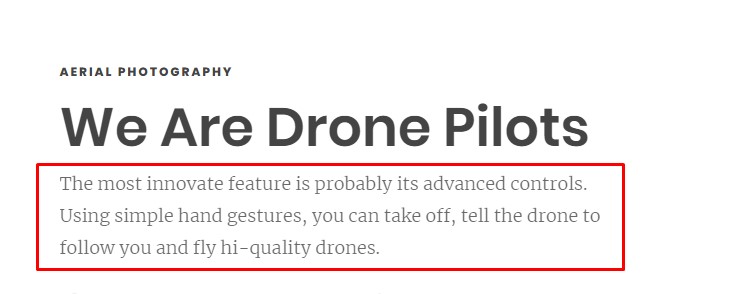 AERIAL PHOTOGRAPHY
We Are Drone Pilots
The most innovate feature is probably its advanced controls.
Using simple hand gestures, you can take off, tell the drone to
follow you and fly hi-quality drones.